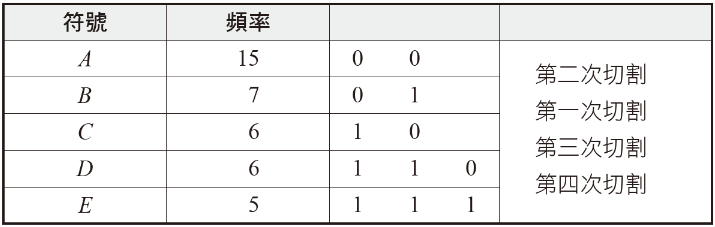 符號 頻率
A 15 0 0
第二次切割
B 7 0 1
第一次切割
C 6 1 0
第三次切割
D 6 1 1 0
第四次切割
E 5 1 1 1